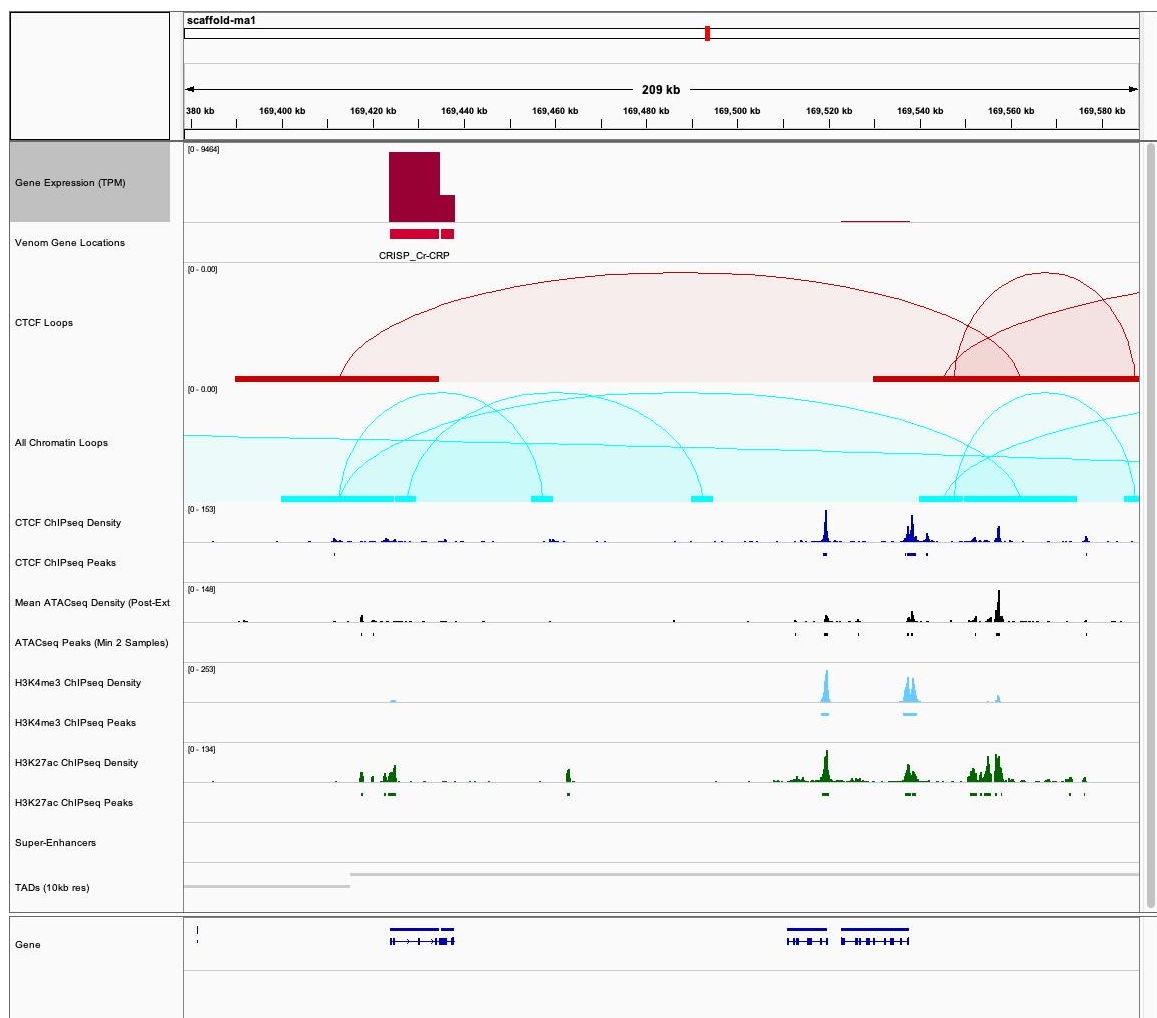 scaffold-ma1
209 kb
380 kb 169,400 kb 169,420 kb 169,440 kb 169,460 kb 169,480 kb 169,500 kb 169,520 kb 169,540 kb 169,560 kb 169,580 kb
[0 - 9464]
Gene Expression (TPM)
Venom Gene Locations
CRISP_Cr-CRP
[0 - 0.00]
CTCF Loops
[0 - 0.00]
All Chromatin Loops
[0 - 153]
CTCF ChIPseq Density
CTCF ChIPseq Peaks
[0 - 148]
Mean ATACseq Density (Post-Ext
ATACseq Peaks (Min 2 Samples)
[0 - 253]
H3K4me3 ChIPseq Density
H3K4me3 ChIPseq Peaks
[0 - 134]
H3K27ac ChIPseq Density
H3K27ac ChIPseq Peaks
Super-Enhancers
TADs (10kb res)
Gene